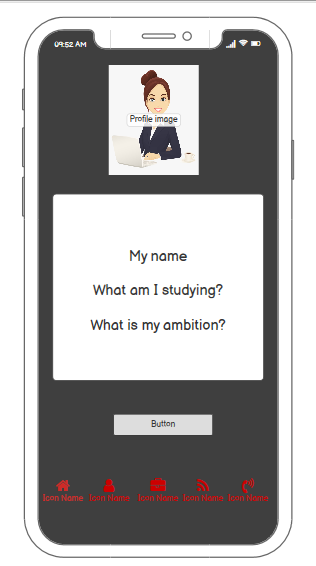 09:52 AM
Profile image
My name
What am I studying?
What is my ambition?
Button
Icon Name Icon Name Icon Name Icon Name Icon Name